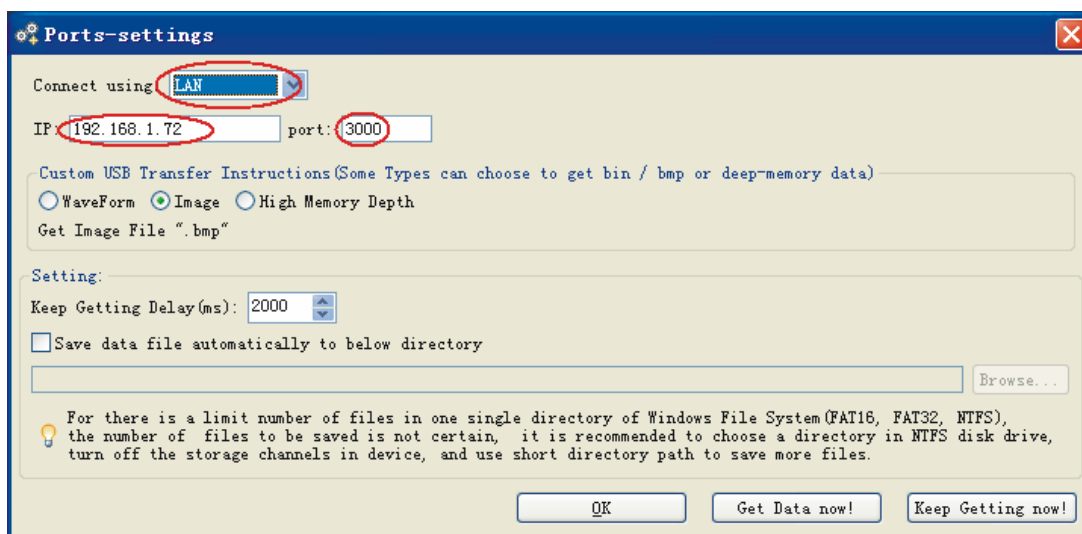 Ports-settings
Connect using: LAN
IP: 192.168.1.72 port: 3000
Custom USB Transfer Instructions(Some Types can choose to get bin / bmp or deep-memory data)
WaveForm Image High Memory Depth
Get Image File ".bmp"
Setting:
Keep Getting Delay(ms): 2000
Save data file automatically to below directory
Browse...
For there is a limit number of files in one single directory of Windows File System(FAT16, FAT32, NTFS),
the number of files to be saved is not certain, it is recommended to choose a directory in NTFS disk drive,
turn off the storage channels in device, and use short directory path to save more files.
OK Get Data now! Keep Getting now!